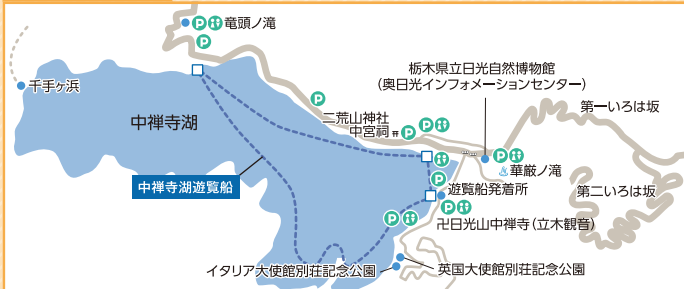 竜頭ノ滝
千手ヶ浜
栃木県立日光自然博物館
(奥日光インフォメーションセンター)
第一いろは坂
中禅寺湖
二荒山神社
中宮祠
華厳ノ滝
中禅寺湖遊覧船
遊覧船発着所
第二いろは坂
卍日光山中禅寺(立木観音)
イタリア大使館別荘記念公園
英国大使館別荘記念公園
P
P
P
P
P
P
P
P
P